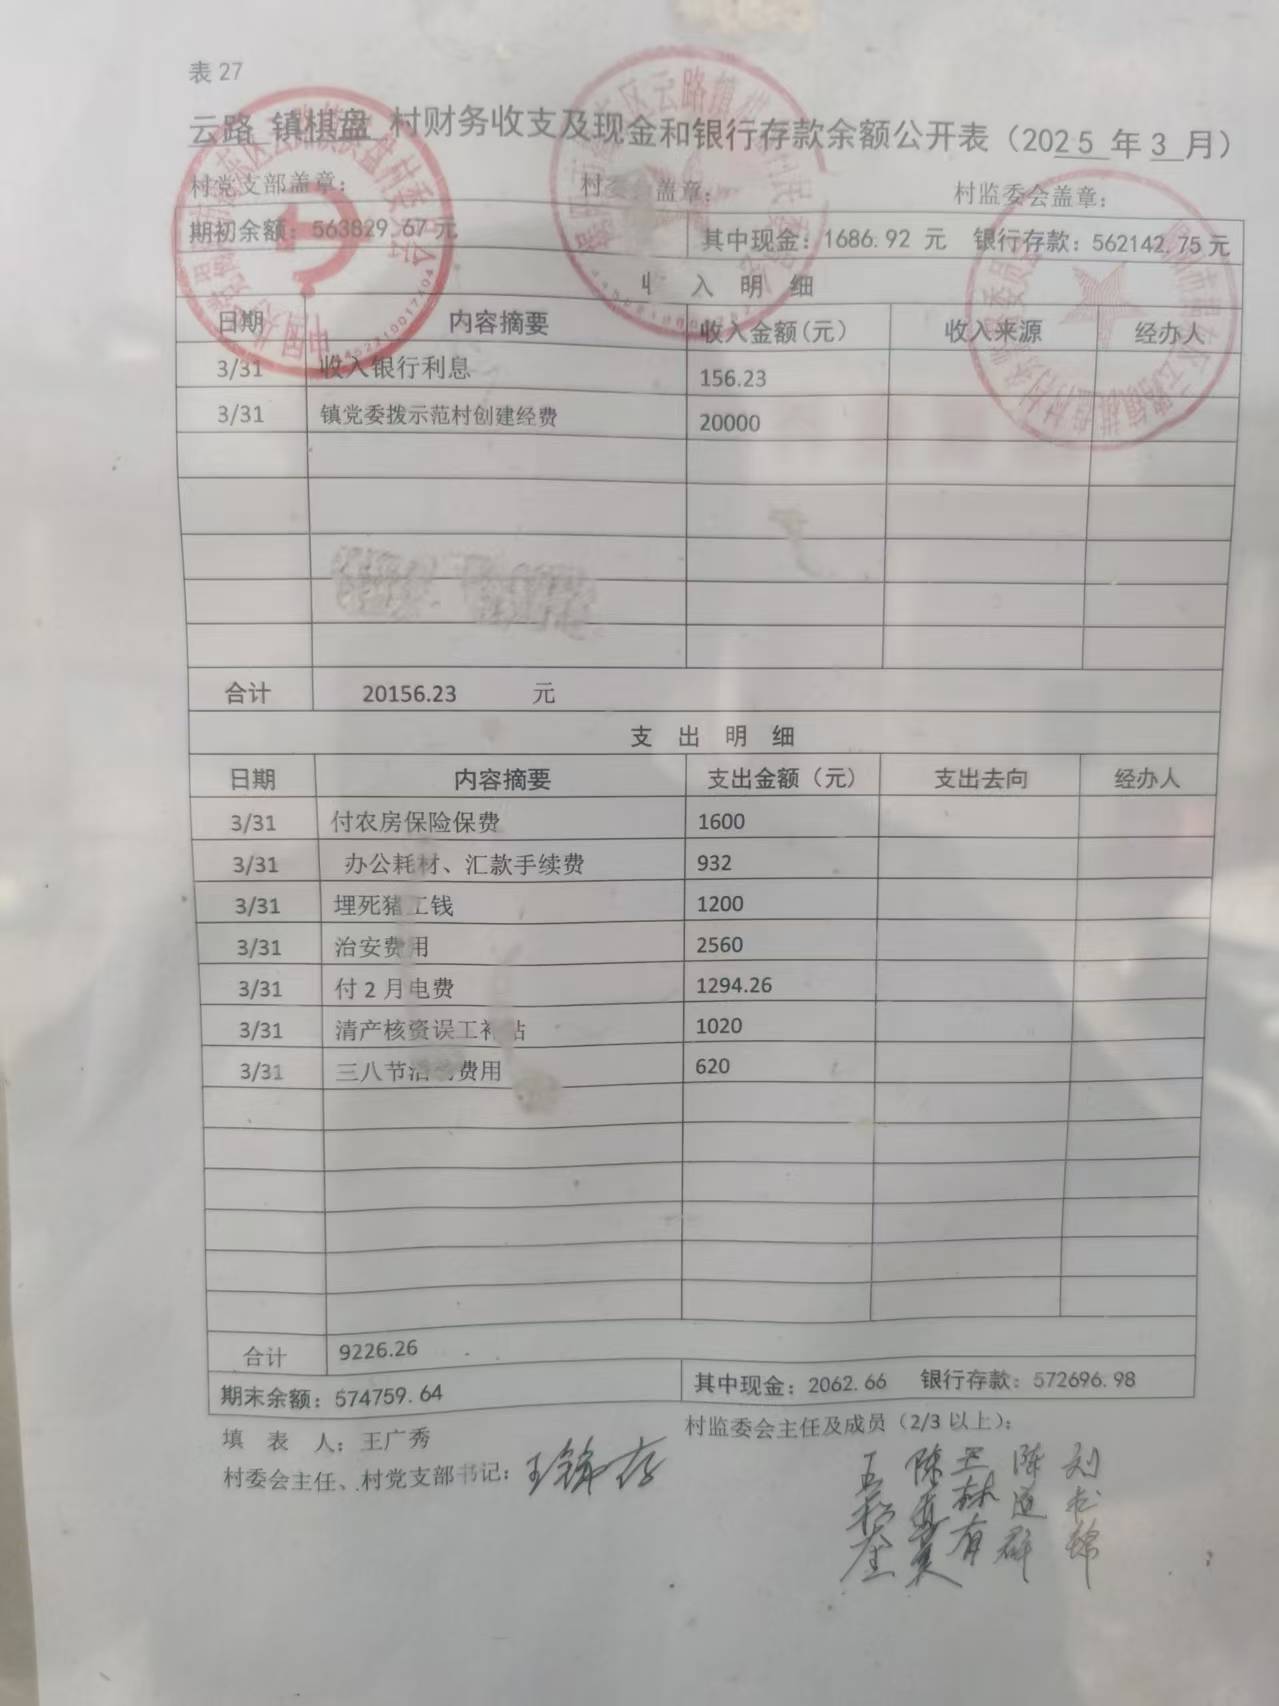 表 27
云路 镇棋盘 村财务收支及现金和银行存款余额公开表（2025 年 3 月）
村党支部盖章： 村委会盖章： 村监委会盖章：
期初余额：563829.67 元 其中现金：1686.92 元 银行存款：562142.75 元
收 入 明 细
日期 内容摘要 收入金额(元) 收入来源 经办人
3/31 收入银行利息 156.23
3/31 镇党委拨示范村创建经费 20000
合计 20156.23 元
支 出 明 细
日期 内容摘要 支出金额（元） 支出去向 经办人
3/31 付农房保险保费 1600
3/31 办公耗材、汇款手续费 932
3/31 埋死猪工钱 1200
3/31 治安费用 2560
3/31 付 2 月电费 1294.26
3/31 清产核资误工补贴 1020
3/31 三八节活动费用 620
合计 9226.26
期末余额：574759.64 其中现金：2062.66 银行存款：572696.98
填 表 人：王广秀 村监委会主任及成员（2/3 以上）：
村委会主任、村党支部书记：